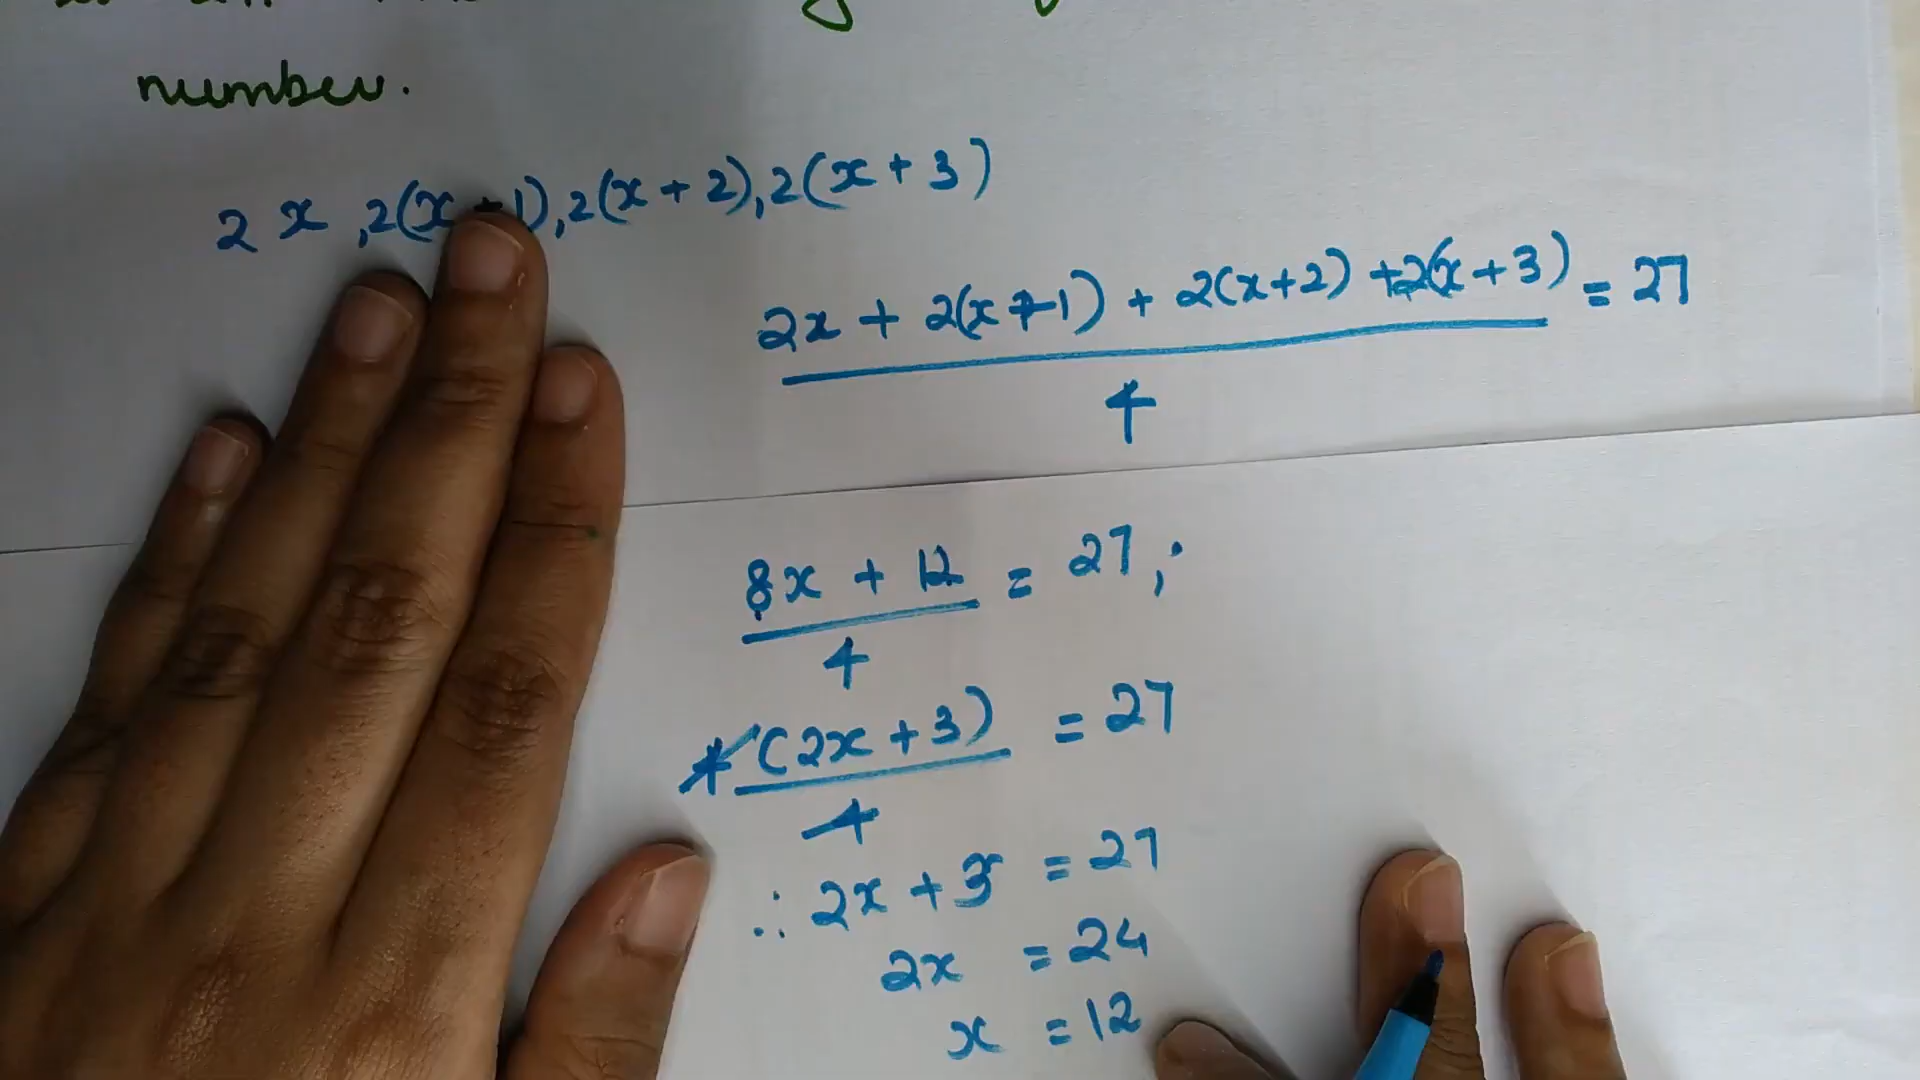 number.
2x, 2(x+1), 2(x+2), 2(x+3)
2x + 2(x+1) + 2(x+2) + 2(x+3) = 27
4
8x + 12 = 27,
4
4(2x+3) = 27
4
∴ 2x + 3 = 27
2x = 24
x = 12